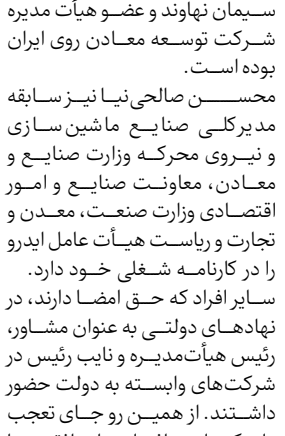 سیمان نهاوند و عضو هیأت مدیره
شرکت توسعه معادن روی ایران
بوده است.
محسن صالحی‌نیا نیز سابقه
مدیرکلی صنایع ماشین‌سازی
و نیروی محرکه وزارت صنایع و
معادن، معاونت صنایع و امور
اقتصادی وزارت صنعت، معدن و
تجارت و ریاست هیأت عامل ایدرو
را در کارنامه شغلی خود دارد.
سایر افراد که حق امضا دارند، در
نهادهای دولتی به عنوان مشاور،
رئیس هیأت‌مدیره و نایب رئیس در
شرکت‌های وابسته به دولت حضور
داشتند. از همین رو جای تعجب